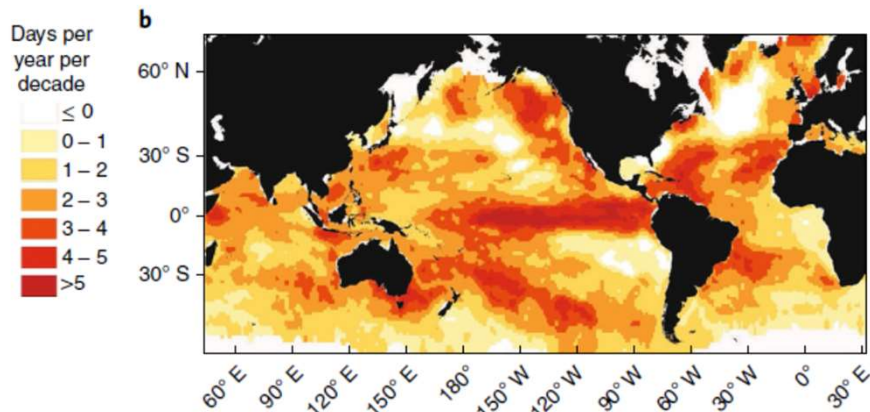 b
Days per
year per
decade
≤ 0
0 – 1
1 – 2
2 – 3
3 – 4
4 – 5
>5
60° N
30° S
0°
30° S
60° E
90° E
120° E
150° E
180°
150° W
120° W
90° W
60° W
30° W
0°
30° E